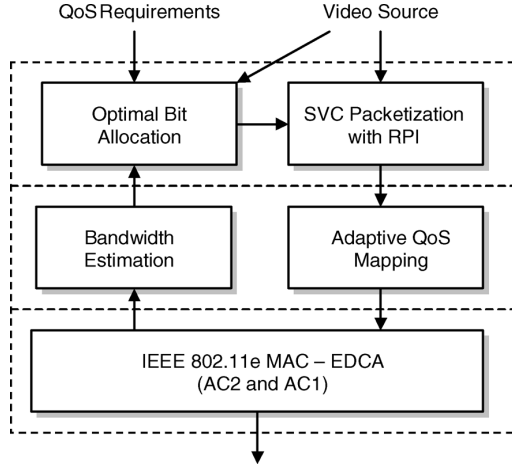 QoS Requirements
Video Source
Optimal Bit
Allocation
SVC Packetization
with RPI
Bandwidth
Estimation
Adaptive QoS
Mapping
IEEE 802.11e MAC – EDCA
(AC2 and AC1)